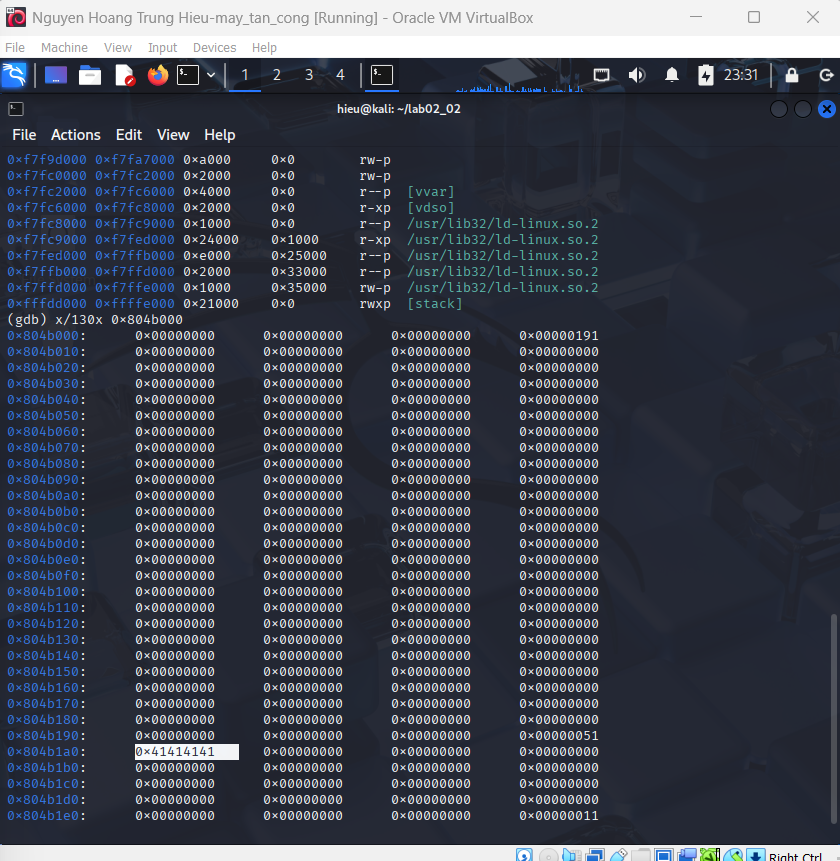 Nguyen Hoang Trung Hieu-may_tan_cong [Running] - Oracle VM VirtualBox
File Machine View Input Devices Help
1 2 3 4 23:31
hieu@kali: ~/lab02_02
File Actions Edit View Help
0xf7f9d000 0xf7fa7000 0xa000 0x0 rw-p
0xf7fc0000 0xf7fc2000 0x2000 0x0 rw-p
0xf7fc2000 0xf7fc6000 0x4000 0x0 r--p [vvar]
0xf7fc6000 0xf7fc8000 0x2000 0x0 r-xp [vdso]
0xf7fc8000 0xf7fc9000 0x1000 0x0 r--p /usr/lib32/ld-linux.so.2
0xf7fc9000 0xf7fed000 0x24000 0x1000 r-xp /usr/lib32/ld-linux.so.2
0xf7fed000 0xf7ffb000 0xe000 0x25000 r--p /usr/lib32/ld-linux.so.2
0xf7ffb000 0xf7ffd000 0x2000 0x33000 r--p /usr/lib32/ld-linux.so.2
0xf7ffd000 0xf7ffe000 0x1000 0x35000 rw-p /usr/lib32/ld-linux.so.2
0xfffdd000 0xffffe000 0x21000 0x0 rwxp [stack]
(gdb) x/130x 0x804b000
0x804b000: 0x00000000 0x00000000 0x00000000 0x00000191
0x804b010: 0x00000000 0x00000000 0x00000000 0x00000000
0x804b020: 0x00000000 0x00000000 0x00000000 0x00000000
0x804b030: 0x00000000 0x00000000 0x00000000 0x00000000
0x804b040: 0x00000000 0x00000000 0x00000000 0x00000000
0x804b050: 0x00000000 0x00000000 0x00000000 0x00000000
0x804b060: 0x00000000 0x00000000 0x00000000 0x00000000
0x804b070: 0x00000000 0x00000000 0x00000000 0x00000000
0x804b080: 0x00000000 0x00000000 0x00000000 0x00000000
0x804b090: 0x00000000 0x00000000 0x00000000 0x00000000
0x804b0a0: 0x00000000 0x00000000 0x00000000 0x00000000
0x804b0b0: 0x00000000 0x00000000 0x00000000 0x00000000
0x804b0c0: 0x00000000 0x00000000 0x00000000 0x00000000
0x804b0d0: 0x00000000 0x00000000 0x00000000 0x00000000
0x804b0e0: 0x00000000 0x00000000 0x00000000 0x00000000
0x804b0f0: 0x00000000 0x00000000 0x00000000 0x00000000
0x804b100: 0x00000000 0x00000000 0x00000000 0x00000000
0x804b110: 0x00000000 0x00000000 0x00000000 0x00000000
0x804b120: 0x00000000 0x00000000 0x00000000 0x00000000
0x804b130: 0x00000000 0x00000000 0x00000000 0x00000000
0x804b140: 0x00000000 0x00000000 0x00000000 0x00000000
0x804b150: 0x00000000 0x00000000 0x00000000 0x00000000
0x804b160: 0x00000000 0x00000000 0x00000000 0x00000000
0x804b170: 0x00000000 0x00000000 0x00000000 0x00000000
0x804b180: 0x00000000 0x00000000 0x00000000 0x00000000
0x804b190: 0x00000000 0x00000000 0x00000000 0x00000051
0x804b1a0: 0x41414141 0x00000000 0x00000000 0x00000000
0x804b1b0: 0x00000000 0x00000000 0x00000000 0x00000000
0x804b1c0: 0x00000000 0x00000000 0x00000000 0x00000000
0x804b1d0: 0x00000000 0x00000000 0x00000000 0x00000000
0x804b1e0: 0x00000000 0x00000000 0x00000000 0x00000011
Right Ctrl